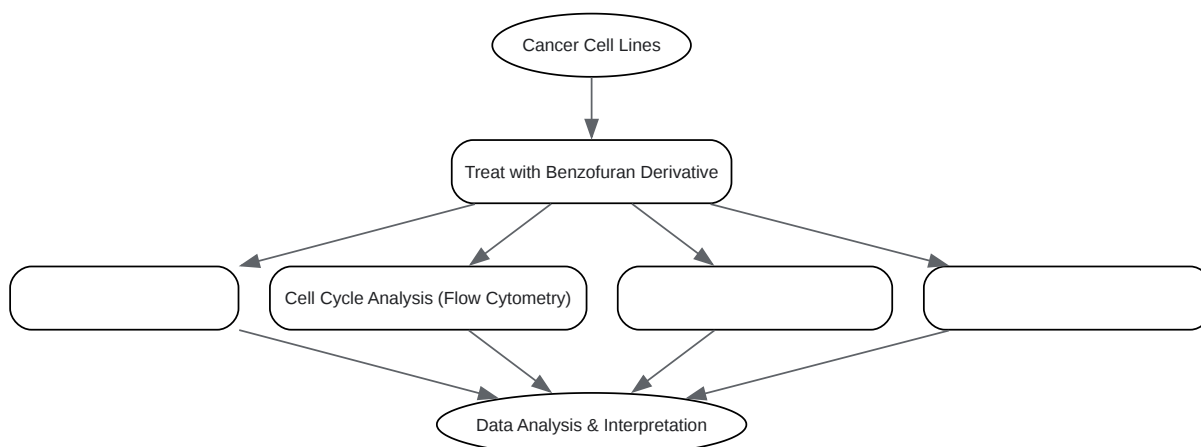 Cancer Cell Lines
Treat with Benzofuran Derivative
Cell Cycle Analysis (Flow Cytometry)
Data Analysis & Interpretation